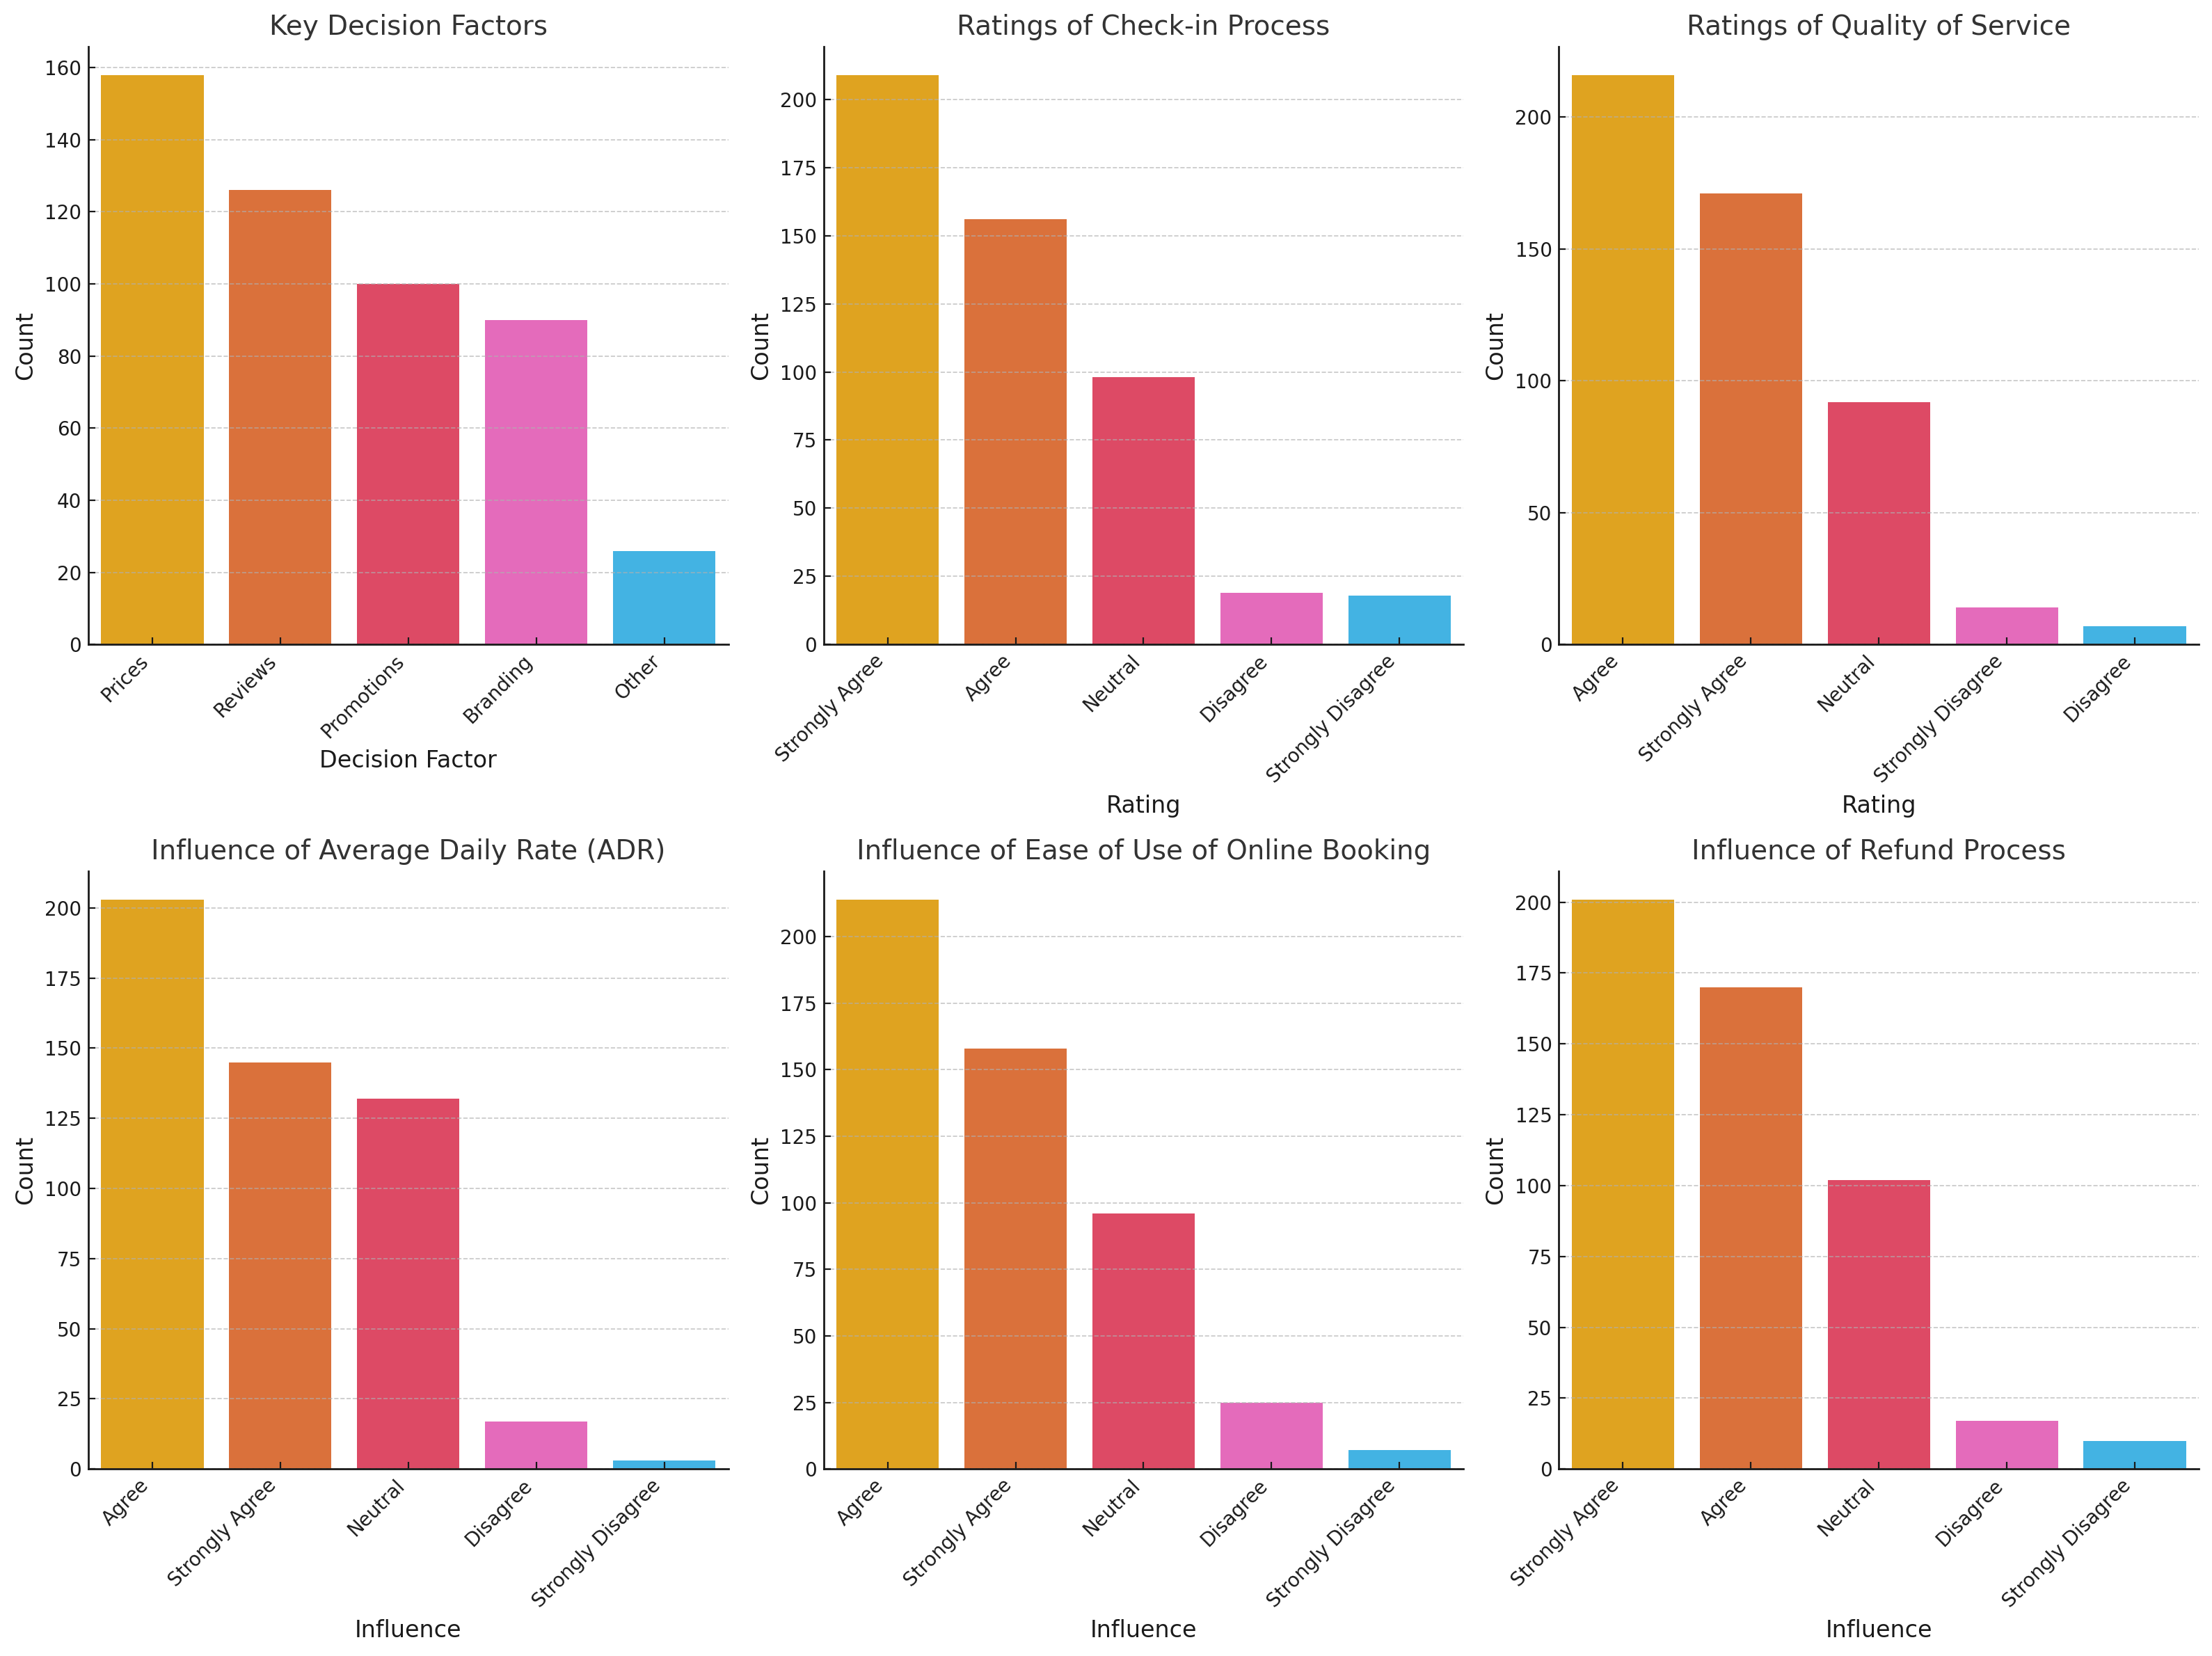 Key Decision Factors
Count
160
140
120
100
80
60
40
20
0
Prices
Reviews
Promotions
Branding
Other
Decision Factor
Ratings of Check-in Process
Count
200
175
150
125
100
75
50
25
0
Strongly Agree
Agree
Neutral
Disagree
Strongly Disagree
Rating
Ratings of Quality of Service
Count
200
150
100
50
0
Agree
Strongly Agree
Neutral
Strongly Disagree
Disagree
Rating
Influence of Average Daily Rate (ADR)
Count
200
175
150
125
100
75
50
25
0
Agree
Strongly Agree
Neutral
Disagree
Strongly Disagree
Influence
Influence of Ease of Use of Online Booking
Count
200
175
150
125
100
75
50
25
0
Agree
Strongly Agree
Neutral
Disagree
Strongly Disagree
Influence
Influence of Refund Process
Count
200
175
150
125
100
75
50
25
0
Strongly Agree
Agree
Neutral
Disagree
Strongly Disagree
Influence